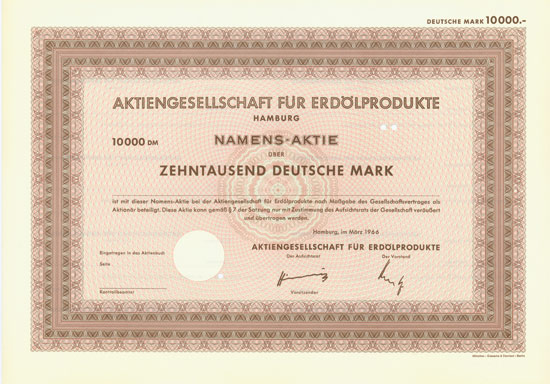 DEUTSCHE MARK 10000.-
AKTIENGESELLSCHAFT FÜR ERDÖLPRODUKTE
HAMBURG
10000 DM
NAMENS-AKTIE
ÜBER
ZEHNTAUSEND DEUTSCHE MARK
ist mit dieser Namens-Aktie bei der Aktiengesellschaft für Erdölprodukte nach Maßgabe des Gesellschaftsvertrages als
Aktionär beteiligt. Diese Aktie kann gemäß § 7 der Satzung nur mit Zustimmung des Aufsichtsrats der Gesellschaft veräußert
und übertragen werden.
Hamburg, im März 1966
AKTIENGESELLSCHAFT FÜR ERDÖLPRODUKTE
Eingetragen in das Aktienbuch
Der Aufsichtsrat
Der Vorstand
Seite
Kontrollbeamter
Vorsitzender